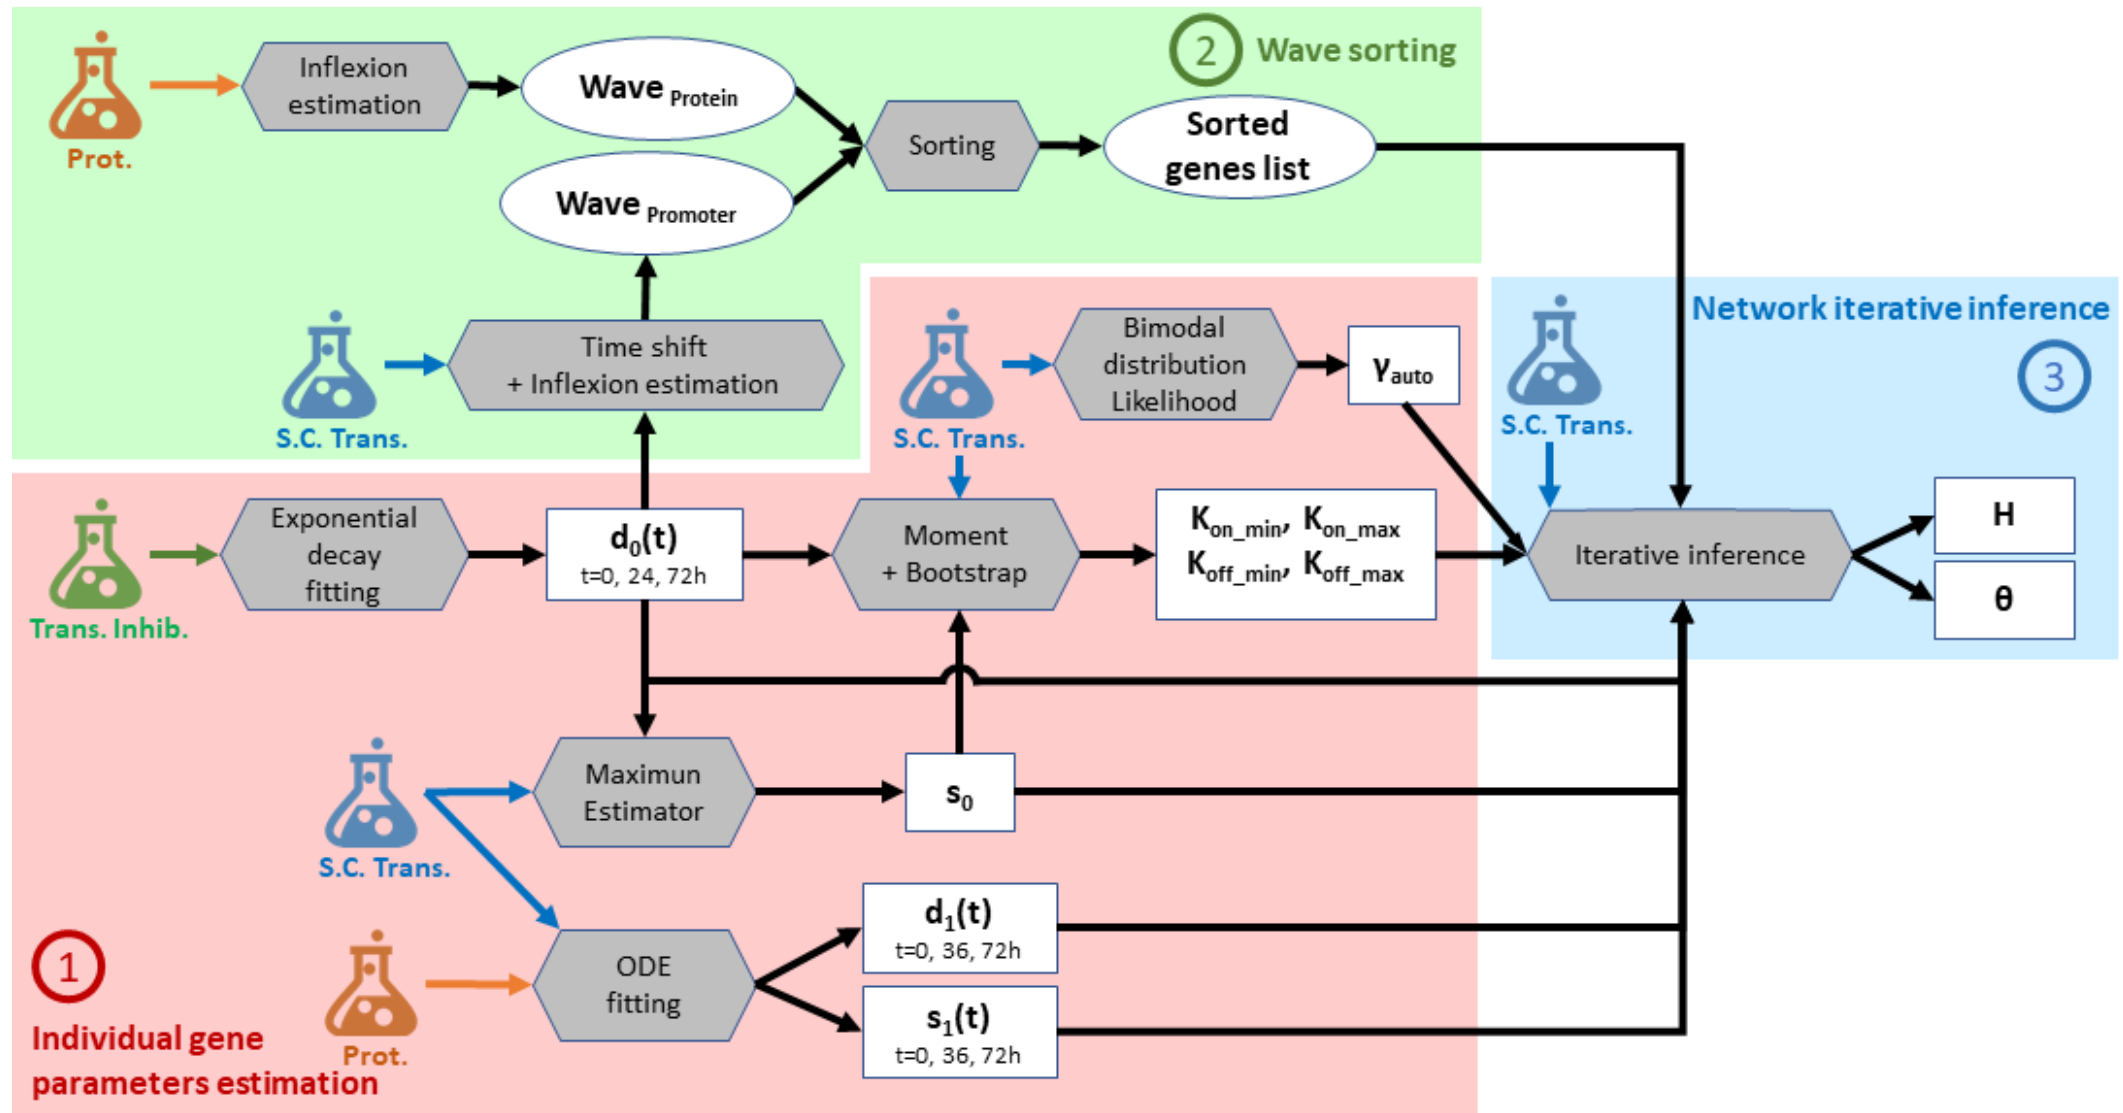 2 Wave sorting
Inflexion
estimation
Wave Protein
Prot.
Sorting
Sorted
genes list
Wave Promoter
Time shift
+ Inflexion estimation
S.C. Trans.
Bimodal
distribution
Likelihood
γauto
S.C. Trans.
Network iterative inference
3
S.C. Trans.
Exponential
decay
fitting
Trans. Inhib.
d0(t)
t=0, 24, 72h
Moment
+ Bootstrap
Kon_min, Kon_max
Koff_min, Koff_max
Iterative inference
H
θ
Maximun
Estimator
S.C. Trans.
s0
ODE
fitting
Prot.
d1(t)
t=0, 36, 72h
s1(t)
t=0, 36, 72h
1
Individual gene
parameters estimation